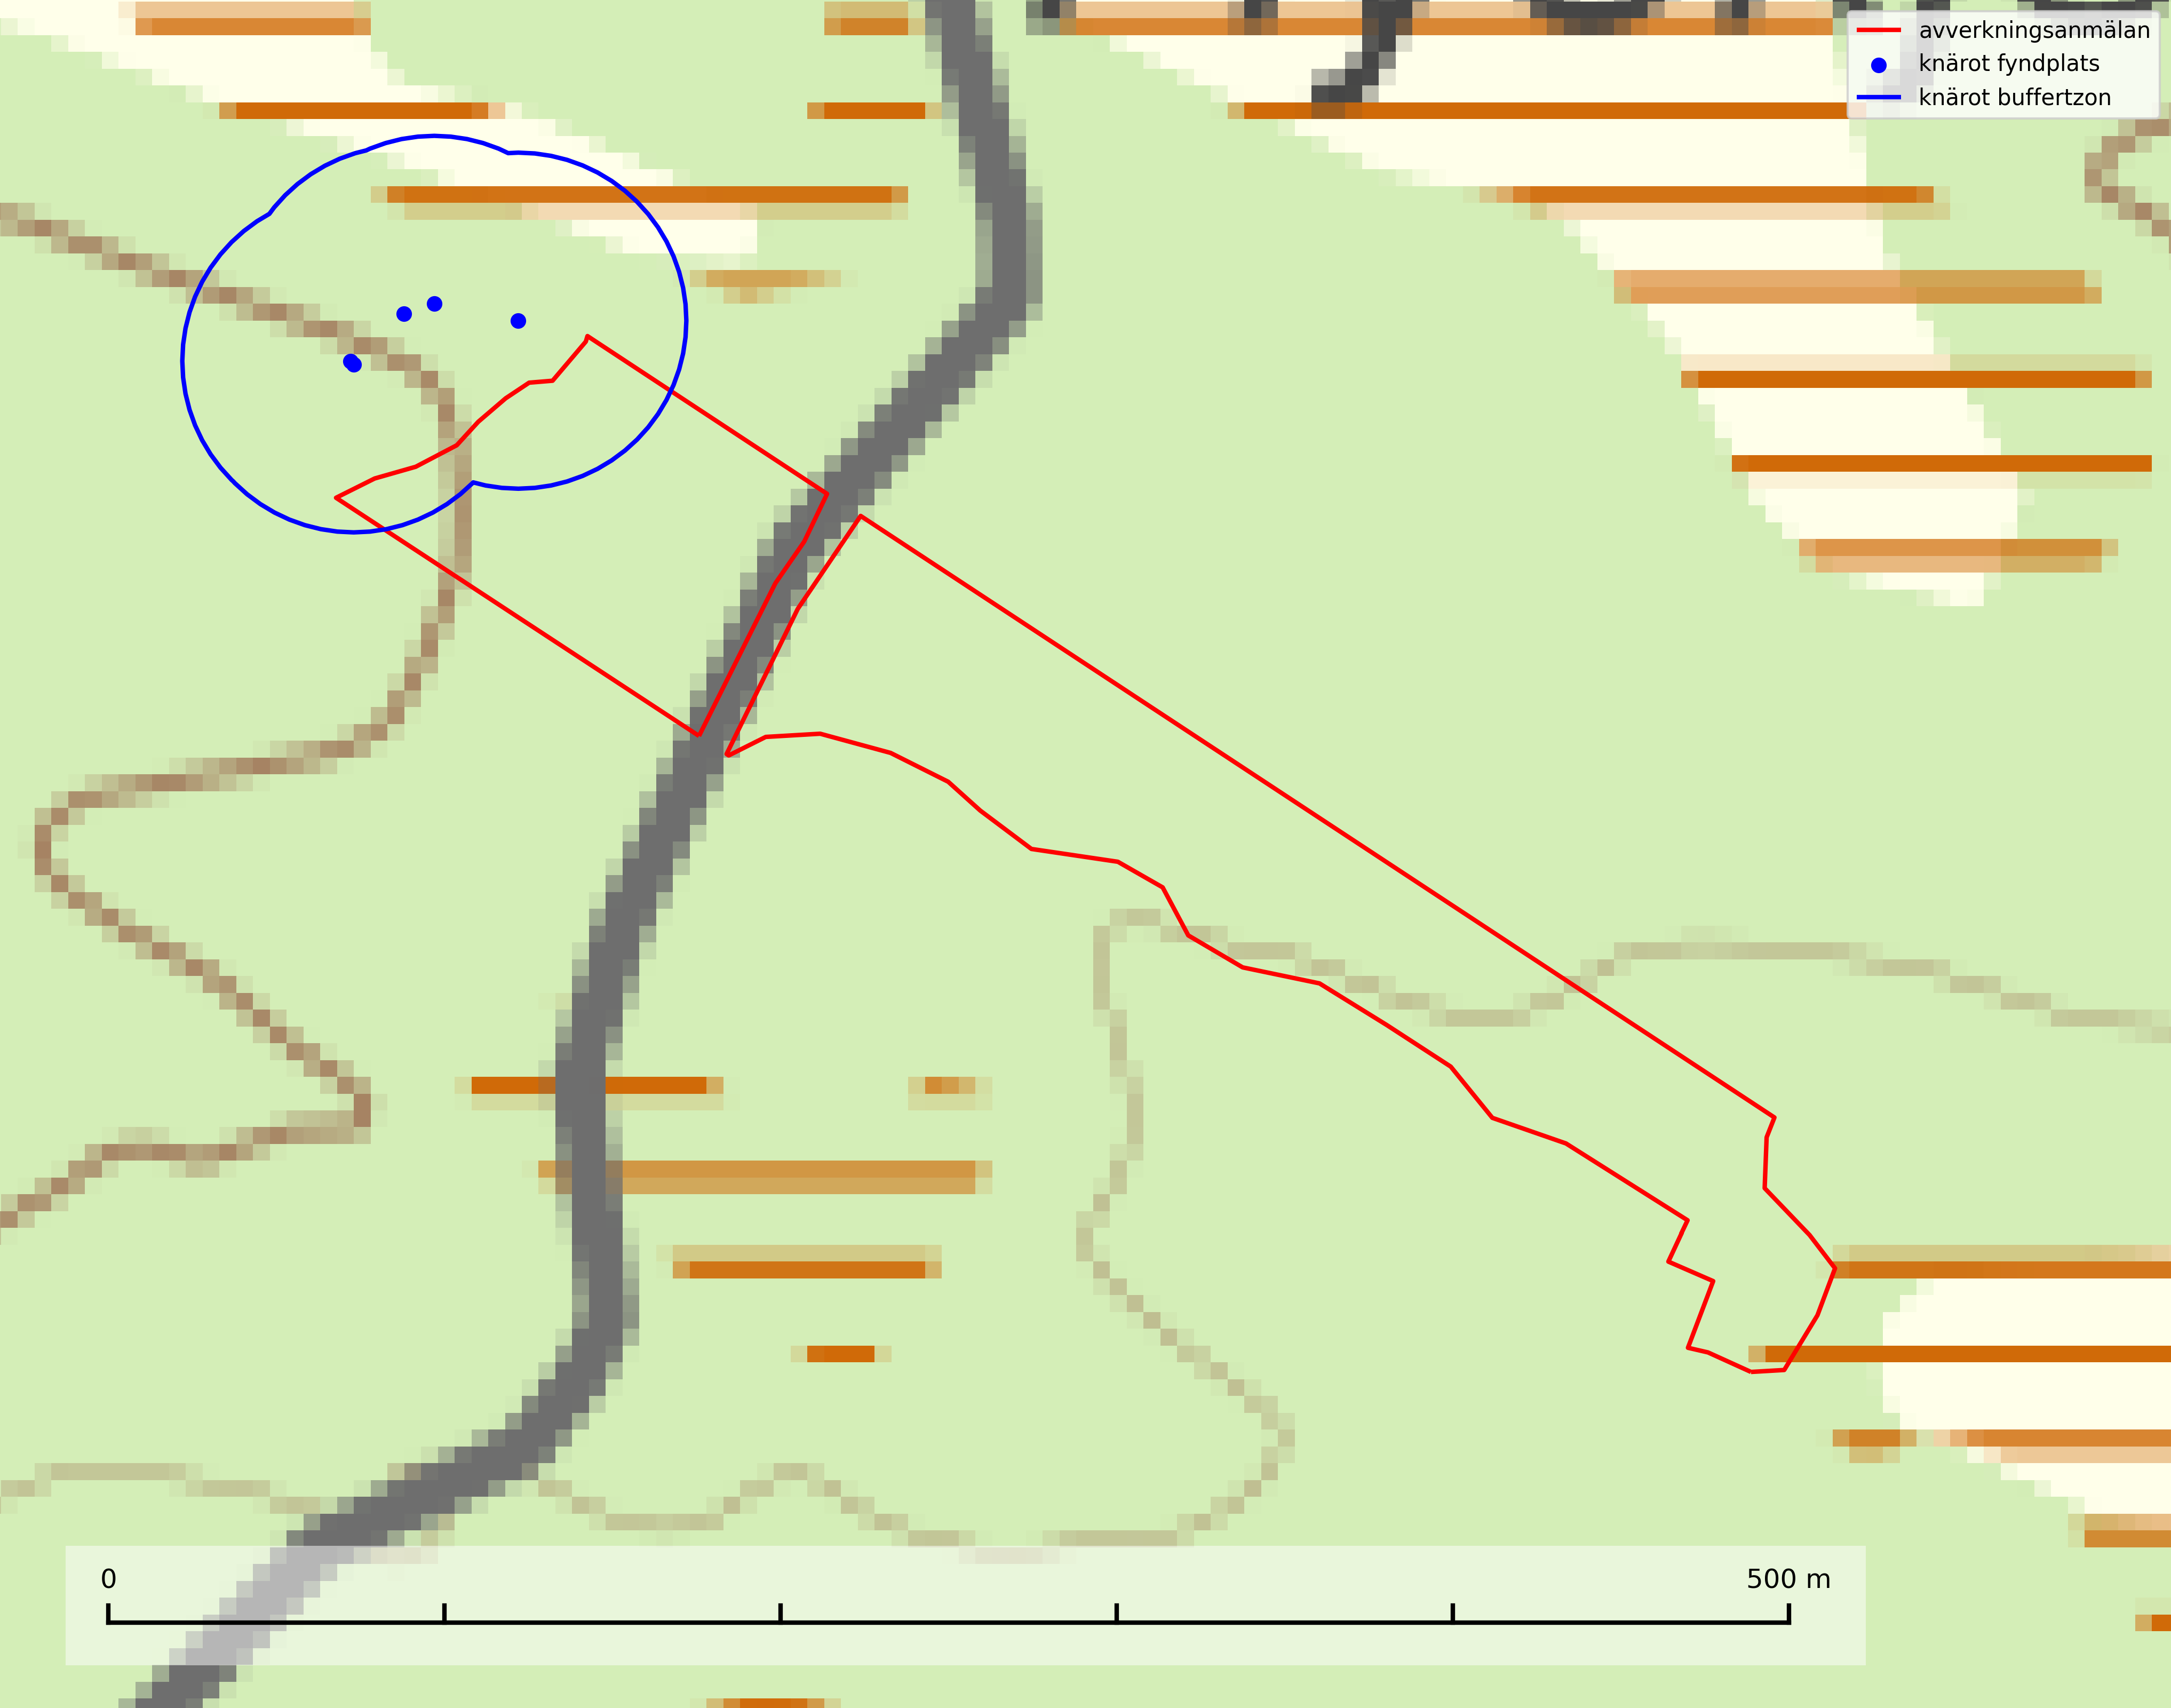 avverkningsanmälan
knärot fyndplats
knärot buffertzon
0
500 m